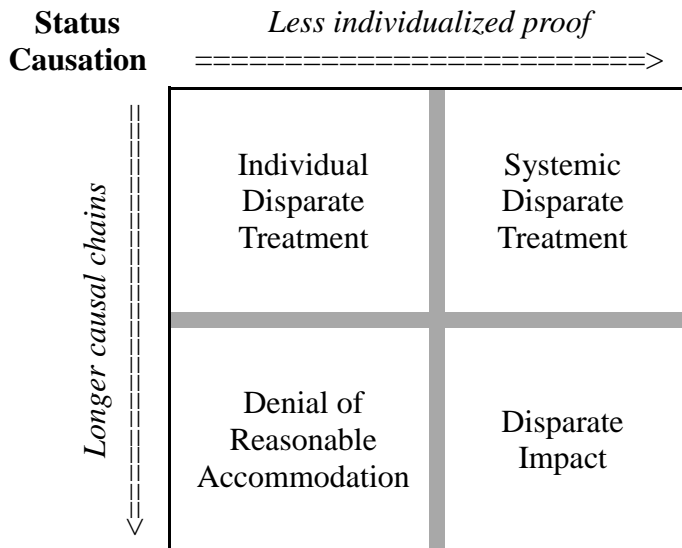 Status
Causation
Less individualized proof
=========================>
Longer causal chains
Individual
Disparate
Treatment
Systemic
Disparate
Treatment
Denial of
Reasonable
Accommodation
Disparate
Impact